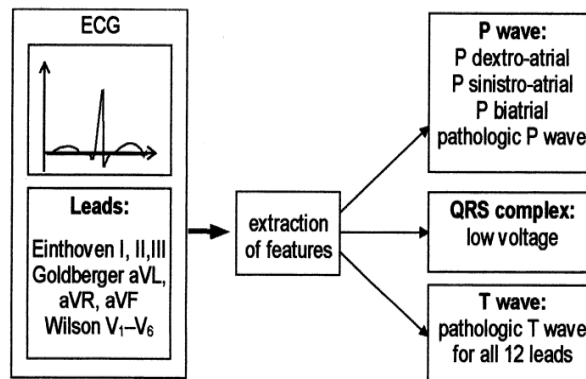 ECG
Leads:
Einthoven I, II,III
Goldberger aVL,
aVR, aVF
Wilson V₁–V₆
extraction
of features
P wave:
P dextro-atrial
P sinistro-atrial
P biatrial
pathologic P wave
QRS complex:
low voltage
T wave:
pathologic T wave
for all 12 leads